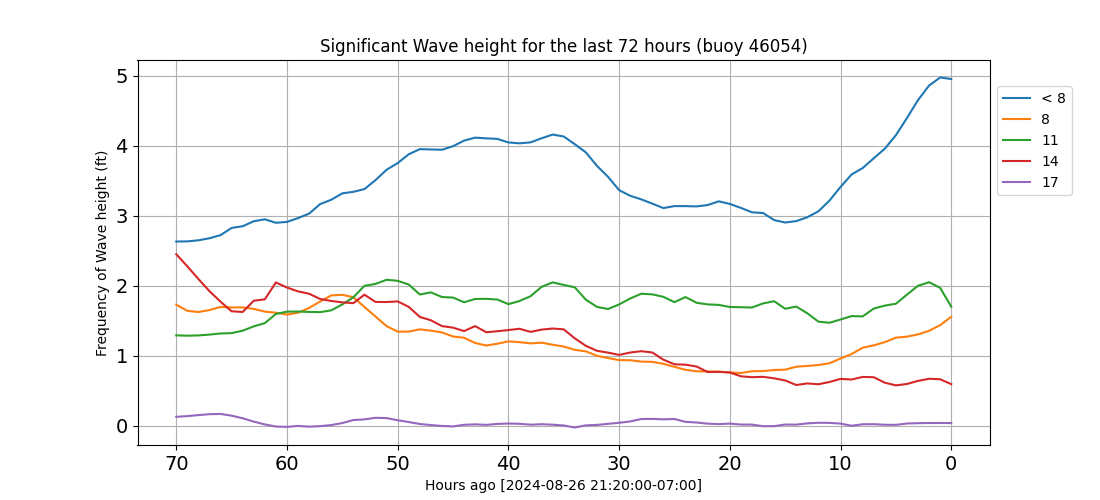 Significant Wave height for the last 72 hours (buoy 46054)
Frequency of Wave height (ft)
5
4
3
2
1
0
70 60 50 40 30 20 10 0
Hours ago [2024-08-26 21:20:00-07:00]
< 8
8
11
14
17